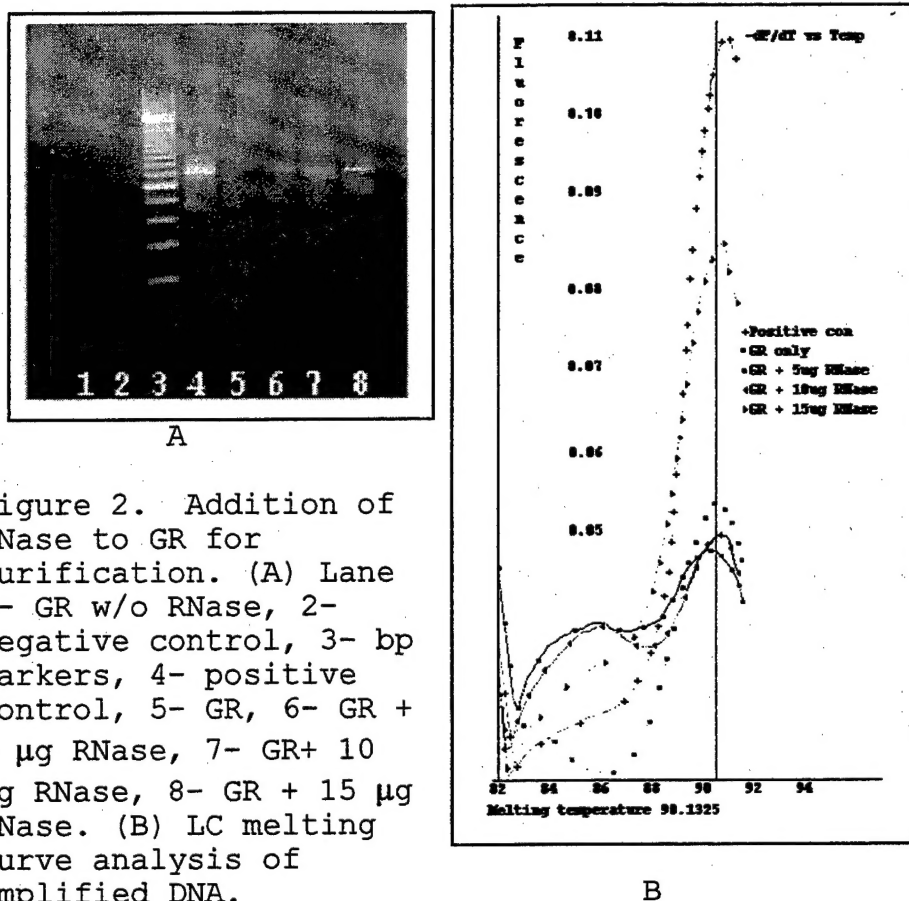 1 2 3 4 5 6 7 8
A
igure 2. Addition of
Nase to GR for
urification. (A) Lane
- GR w/o RNase, 2-
egative control, 3- bp
arkers, 4- positive
ontrol, 5- GR, 6- GR +
µg RNase, 7- GR+ 10
g RNase, 8- GR + 15 µg
Nase. (B) LC melting
urve analysis of
mplified DNA.
Fluorescence
-dF/dT vs Temp
0.11
0.10
0.09
0.08
0.07
0.06
0.05
+Positive con
▪GR only
▪GR + 5ug RNase
◂GR + 10ug RNase
▸GR + 15ug RNase
82 84 86 88 90 92 94
Melting temperature 90.1325
B